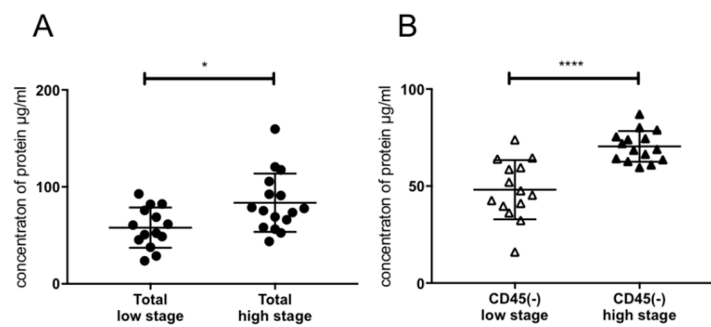 A
B
*
****
concentraton of protein µg/ml
200
100
0
Total
low stage
Total
high stage
concentraton of protein µg/ml
100
50
0
CD45(-)
low stage
CD45(-)
high stage